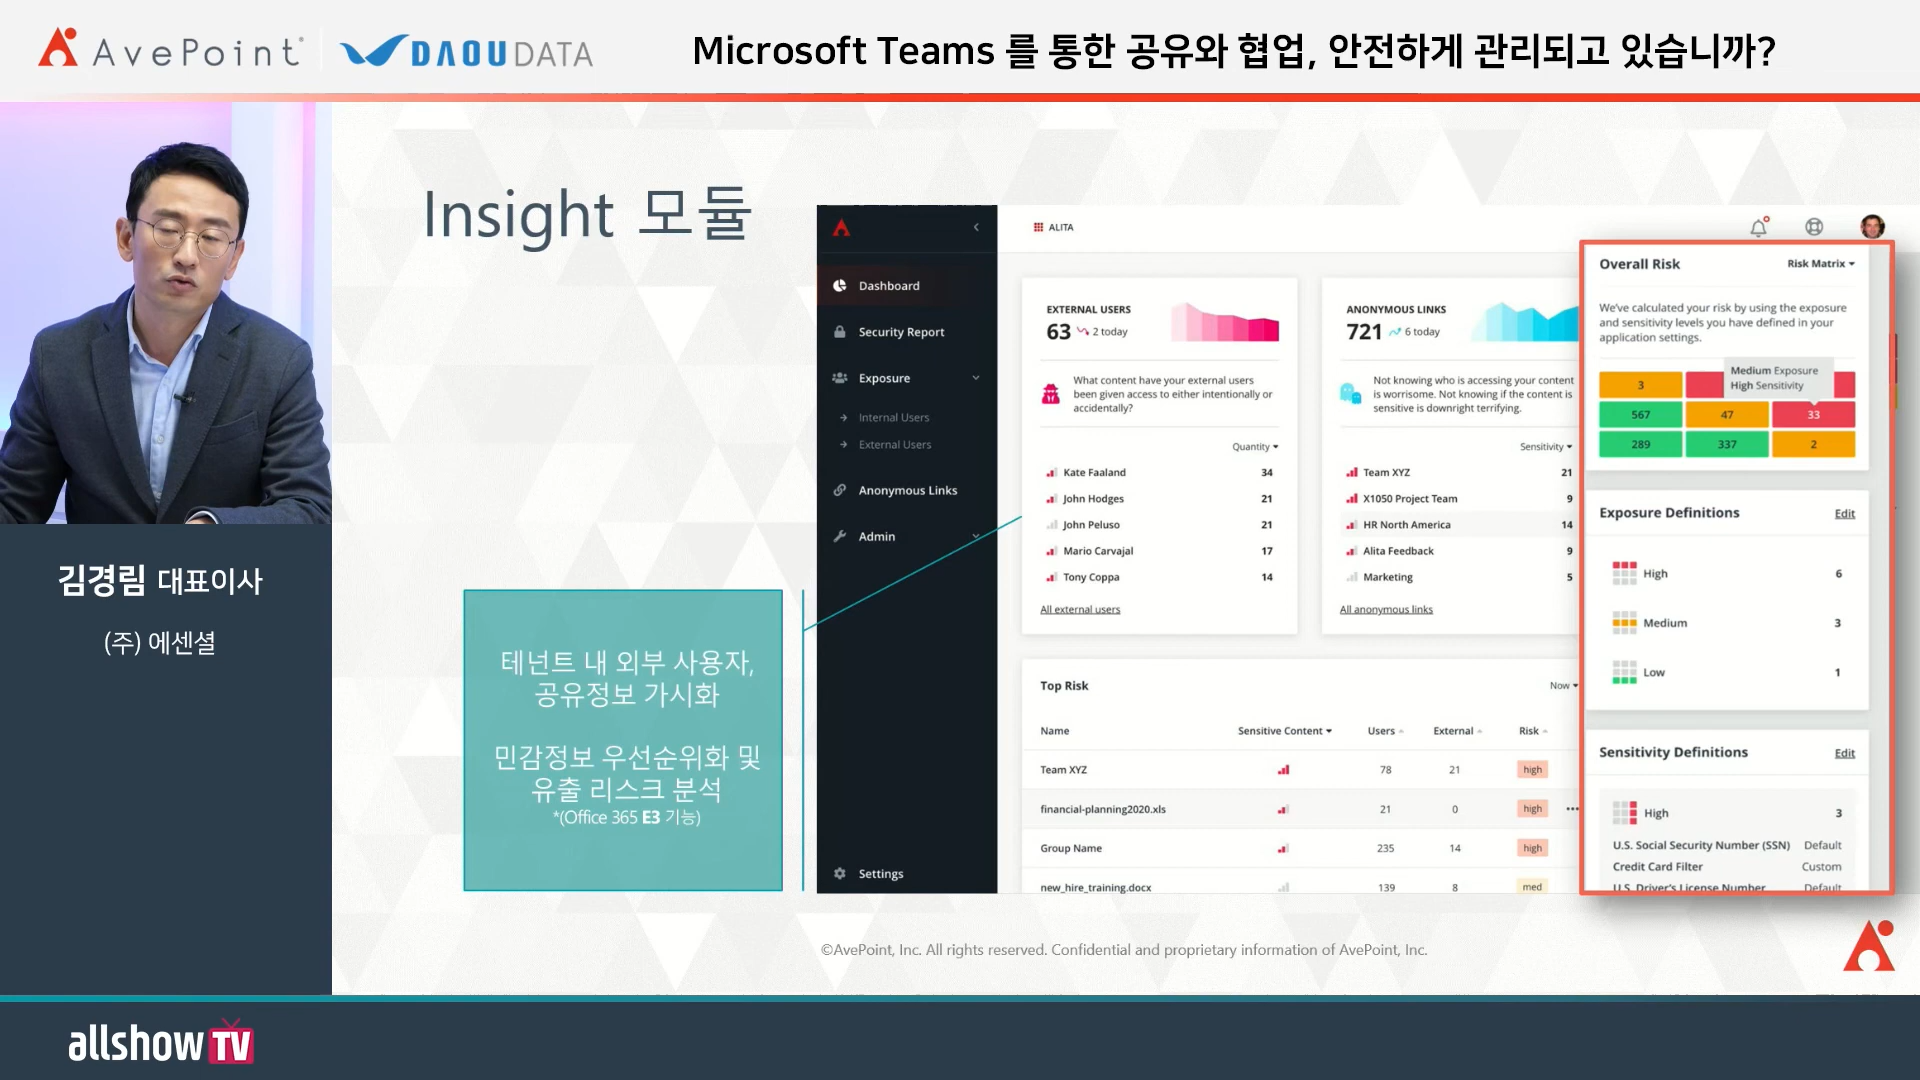 AvePoint
DAOU DATA
Microsoft Teams 를 통한 공유와 협업, 안전하게 관리되고 있습니까?
김경림 대표이사
(주) 에센셜
Insight 모듈
테넌트 내 외부 사용자,
공유정보 가시화
민감정보 우선순위화 및
유출 리스크 분석
*(Office 365 E3 기능)
Dashboard
Security Report
Exposure
Internal Users
External Users
Anonymous Links
Admin
Settings
ALITA
EXTERNAL USERS
63 2 today
What content have your external users
been given access to either intentionally or
accidentally?
Quantity
Kate Faaland 34
John Hodges 21
John Peluso 21
Mario Carvajal 17
Tony Coppa 14
All external users
ANONYMOUS LINKS
721 6 today
Not knowing who is accessing your content
is worrisome. Not knowing if the content is
sensitive is downright terrifying.
Sensitivity
Team XYZ 21
X1050 Project Team 9
HR North America 14
Alita Feedback 9
Marketing 5
All anonymous links
Top Risk Now
Name Sensitive Content Users External Risk
Team XYZ 78 21 high
financial-planning2020.xls 21 0 high
Group Name 235 14 high
new_hire_training.docx 139 8 med
Overall Risk Risk Matrix
We've calculated your risk by using the exposure
and sensitivity levels you have defined in your
application settings.
Medium Exposure
High Sensitivity
3
567 47 33
289 337 2
Exposure Definitions Edit
High 6
Medium 3
Low 1
Sensitivity Definitions Edit
High 3
U.S. Social Security Number (SSN) Default
Credit Card Filter Custom
U.S. Driver's License Number Default
©AvePoint, Inc. All rights reserved. Confidential and proprietary information of AvePoint, Inc.
allshow TV